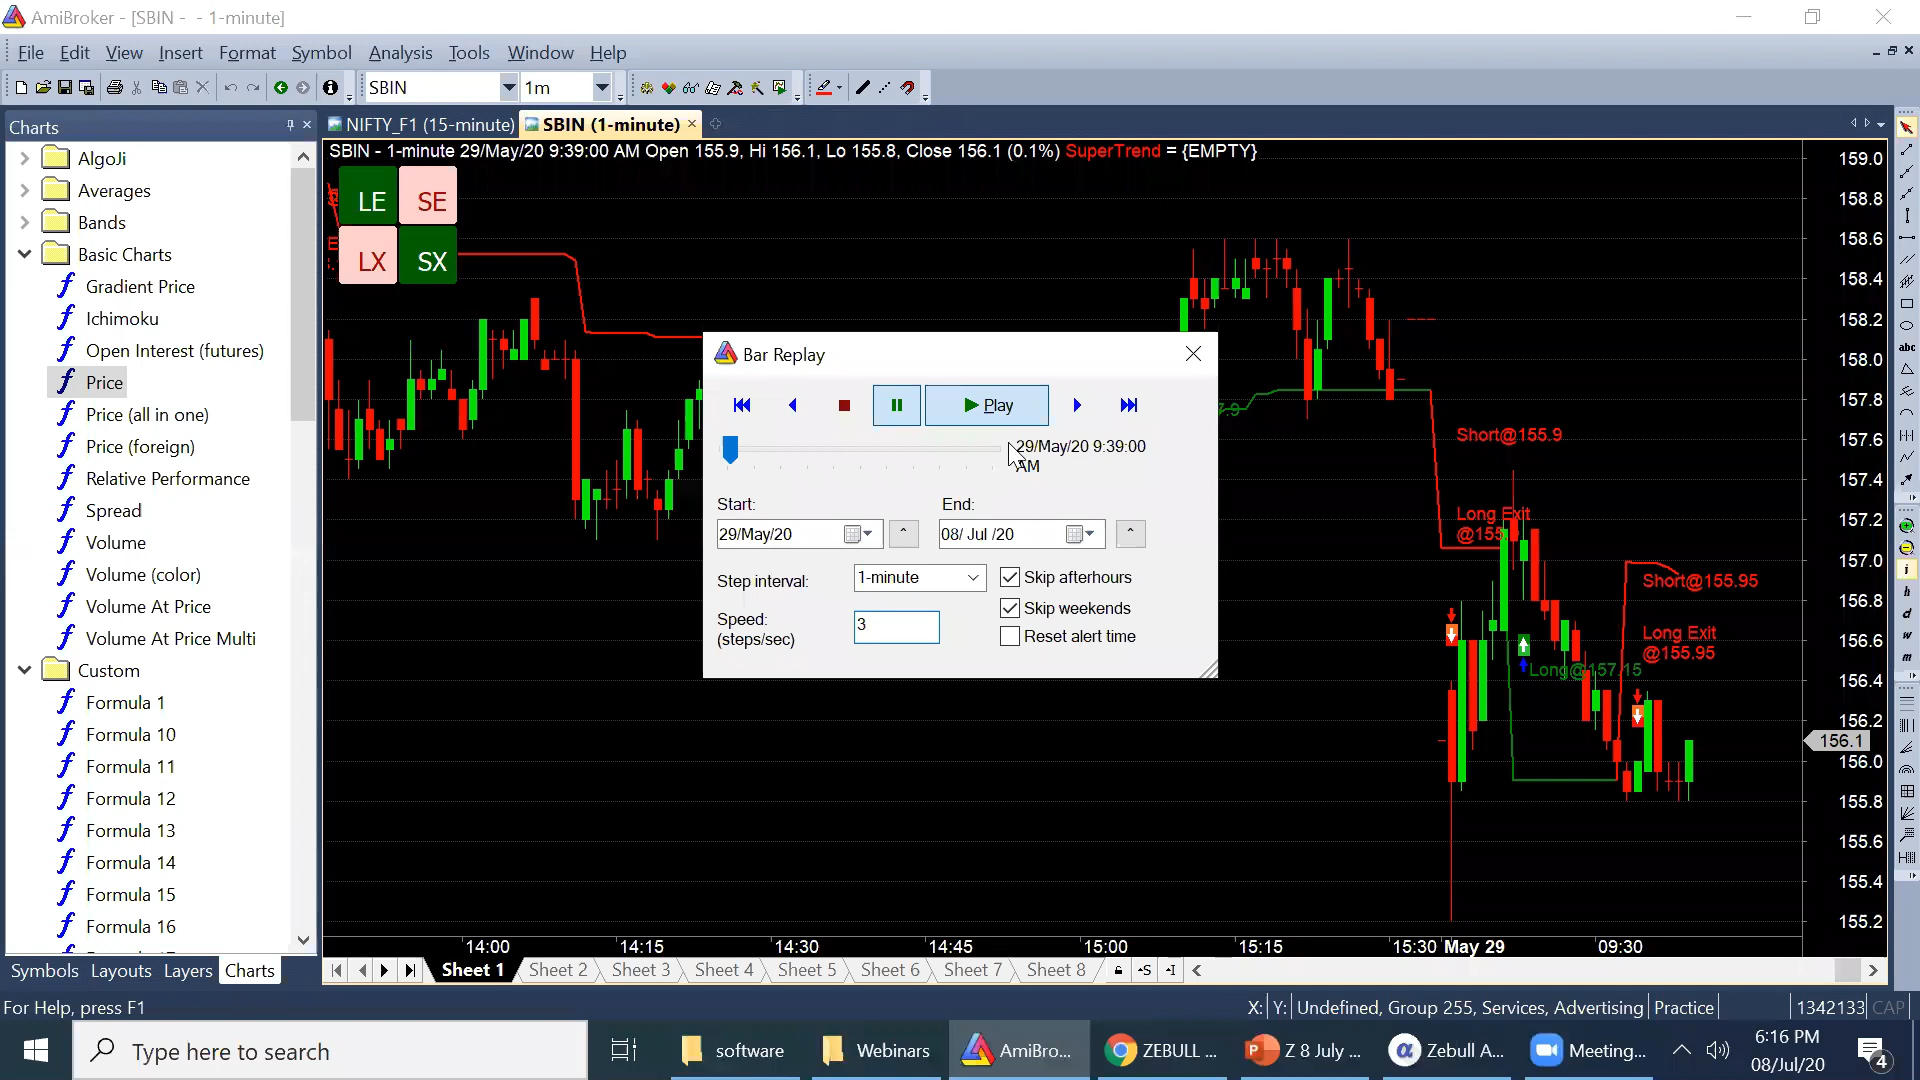 AmiBroker - [SBIN -  - 1-minute]
File Edit View Insert Format Symbol Analysis Tools Window Help
SBIN 1m
Charts
NIFTY_F1 (15-minute) SBIN (1-minute)
SBIN - 1-minute 29/May/20 9:39:00 AM Open 155.9, Hi 156.1, Lo 155.8, Close 156.1 (0.1%) SuperTrend = {EMPTY}
LE SE
LX SX
AlgoJi
Averages
Bands
Basic Charts
Gradient Price
Ichimoku
Open Interest (futures)
Price
Price (all in one)
Price (foreign)
Relative Performance
Spread
Volume
Volume (color)
Volume At Price
Volume At Price Multi
Custom
Formula 1
Formula 10
Formula 11
Formula 12
Formula 13
Formula 14
Formula 15
Formula 16
Bar Replay
Play
29/May/20 9:39:00
AM
Start: End:
29/May/20 08/ Jul /20
Step interval: 1-minute Skip afterhours
Skip weekends
Speed: 3
(steps/sec) Reset alert time
7.9
Short@155.9
Long Exit
@155.
Long@157.15
Short@155.95
Long Exit
@155.95
159.0
158.8
158.6
158.4
158.2
158.0
157.8
157.6
157.4
157.2
157.0
156.8
156.6
156.4
156.2
156.1
156.0
155.8
155.6
155.4
155.2
abc
i
h
d
w
m
14:00 14:15 14:30 14:45 15:00 15:15 15:30 May 29 09:30
Symbols Layouts Layers Charts
Sheet 1 Sheet 2 Sheet 3 Sheet 4 Sheet 5 Sheet 6 Sheet 7 Sheet 8
For Help, press F1
X: Y: Undefined, Group 255, Services, Advertising Practice 1342133 CAP
Type here to search
software Webinars AmiBro... ZEBULL ... Z 8 July ... Zebull A... Meeting...
6:16 PM
08/Jul/20
4